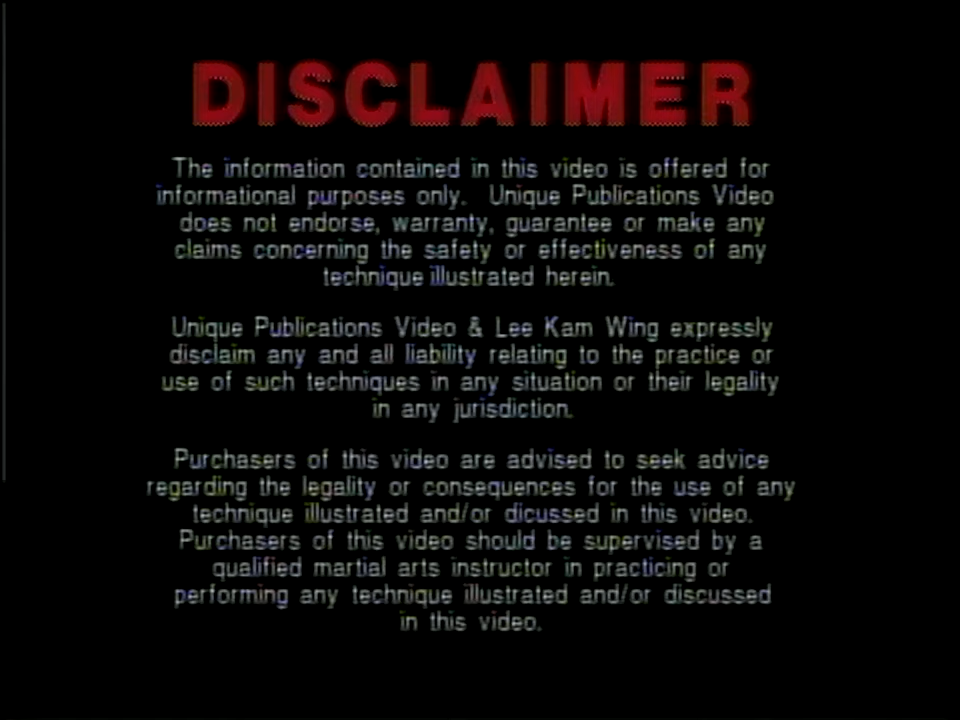 DISCLAIMER
The information contained in this video is offered for
informational purposes only. Unique Publications Video
does not endorse, warranty, guarantee or make any
claims concerning the safety or effectiveness of any
technique illustrated herein.
Unique Publications Video & Lee Kam Wing expressly
disclaim any and all liability relating to the practice or
use of such techniques in any situation or their legality
in any jurisdiction.
Purchasers of this video are advised to seek advice
regarding the legality or consequences for the use of any
technique illustrated and/or dicussed in this video.
Purchasers of this video should be supervised by a
qualified martial arts instructor in practicing or
performing any technique illustrated and/or discussed
in this video.